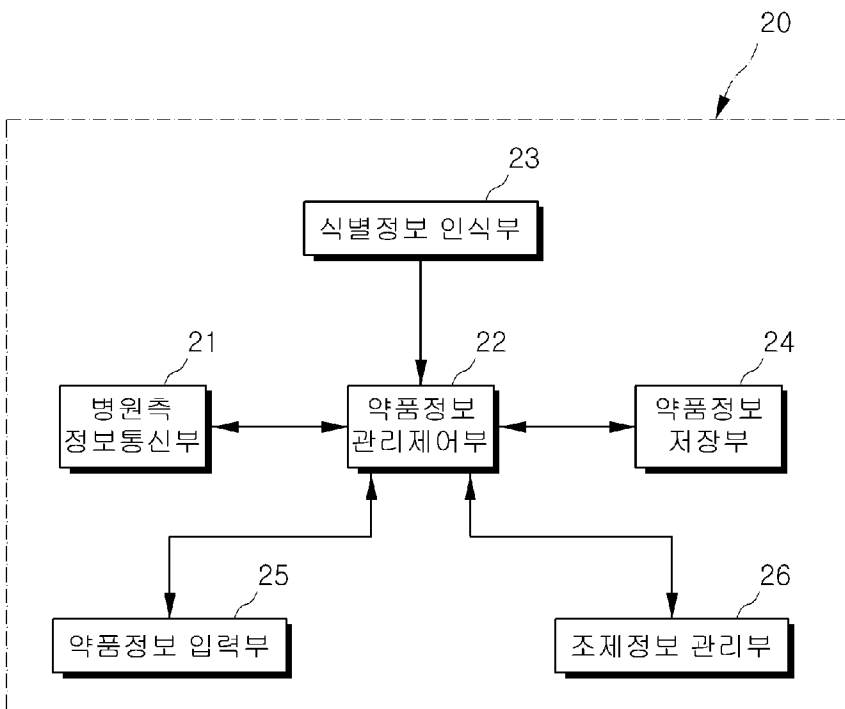 20
23
식별정보 인식부
21
22
24
병원측
정보통신부
약품정보
관리제어부
약품정보
저장부
25
26
약품정보 입력부
조제정보 관리부